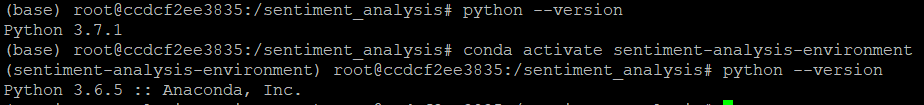 (base) root@ccdcf2ee3835:/sentiment_analysis# python --version
Python 3.7.1
(base) root@ccdcf2ee3835:/sentiment_analysis# conda activate sentiment-analysis-environment
(sentiment-analysis-environment) root@ccdcf2ee3835:/sentiment_analysis# python --version
Python 3.6.5 :: Anaconda, Inc.